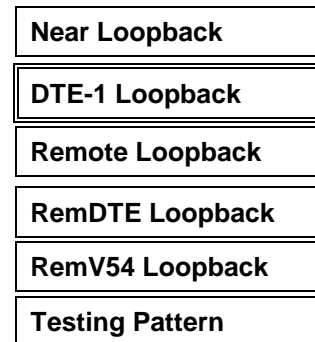 Near Loopback
DTE-1 Loopback
Remote Loopback
RemDTE Loopback
RemV54 Loopback
Testing Pattern